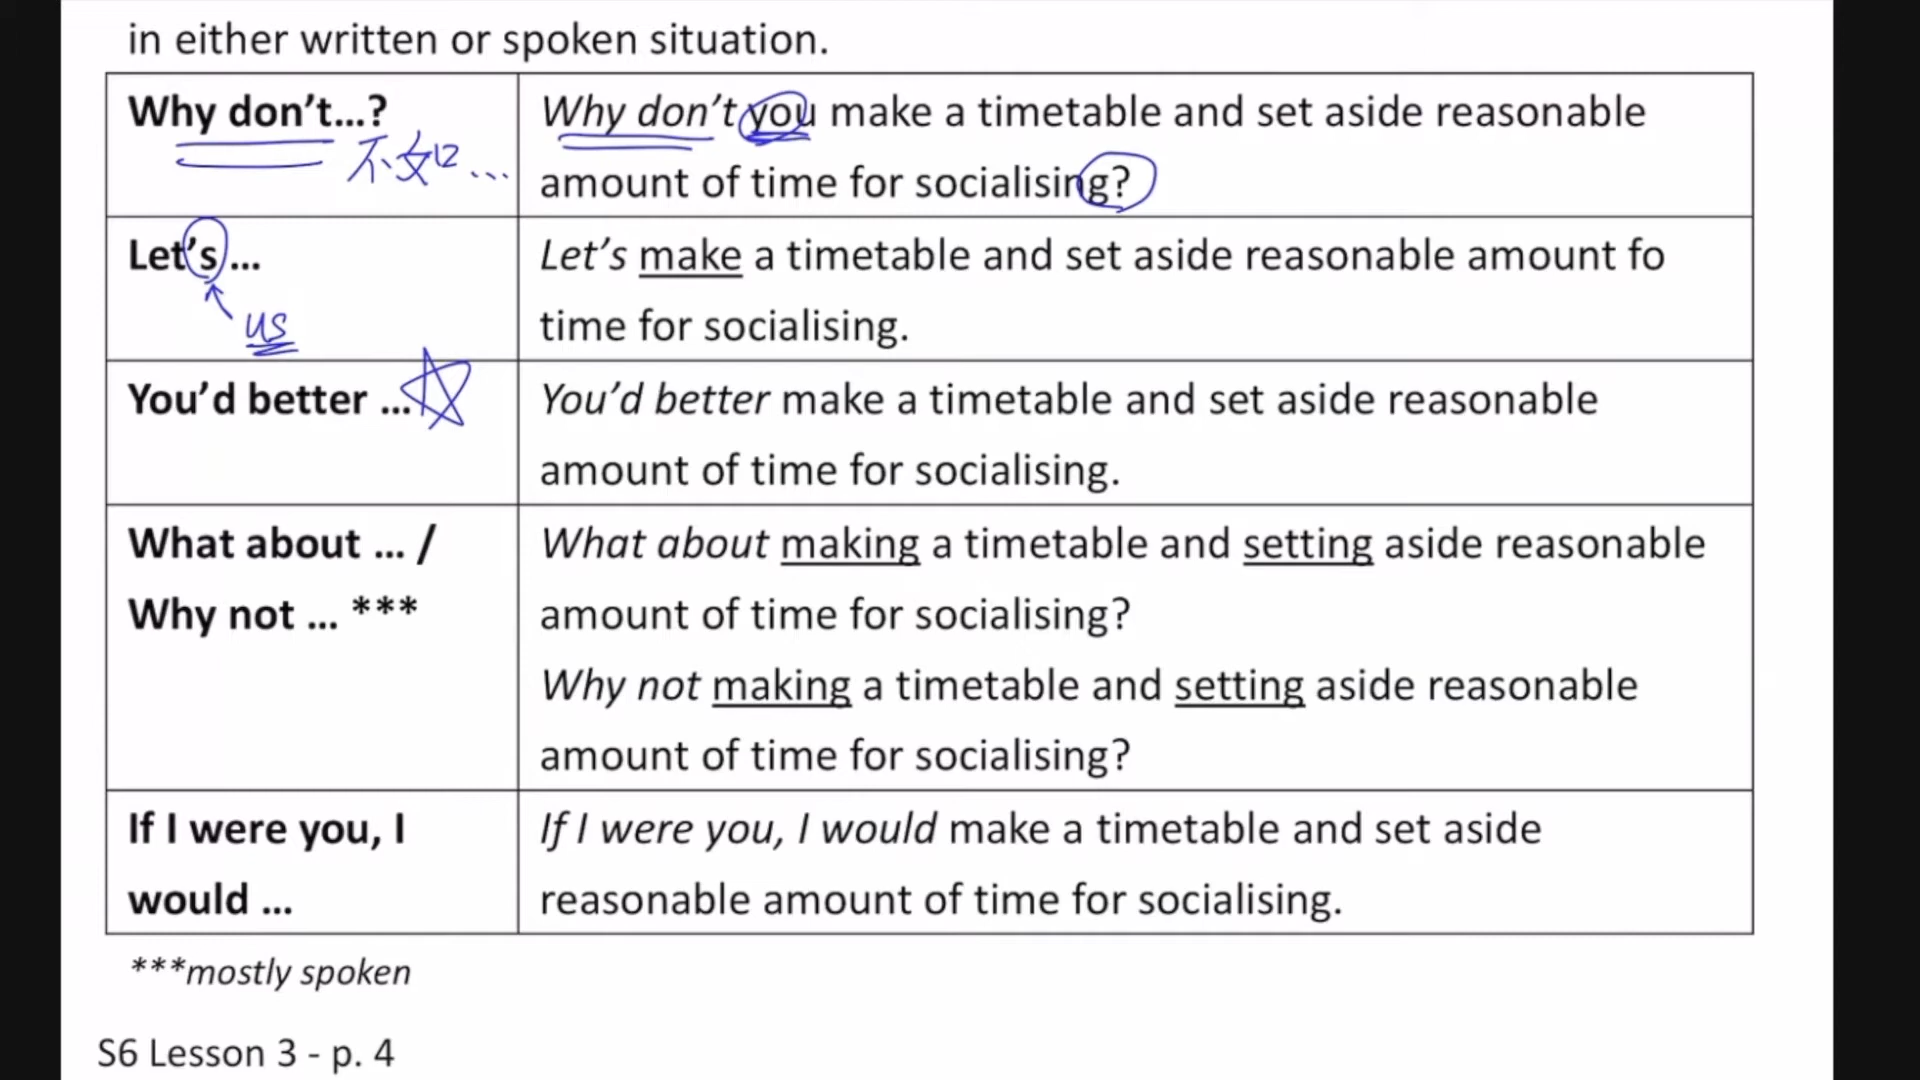 in either written or spoken situation.
Why don't...?
不如...
Why don't you make a timetable and set aside reasonable
amount of time for socialising?
Let's ...
us
Let's make a timetable and set aside reasonable amount fo
time for socialising.
You'd better ...
You'd better make a timetable and set aside reasonable
amount of time for socialising.
What about ... /
Why not ... ***
What about making a timetable and setting aside reasonable
amount of time for socialising?
Why not making a timetable and setting aside reasonable
amount of time for socialising?
If I were you, I
would ...
If I were you, I would make a timetable and set aside
reasonable amount of time for socialising.
***mostly spoken
S6 Lesson 3 - p. 4